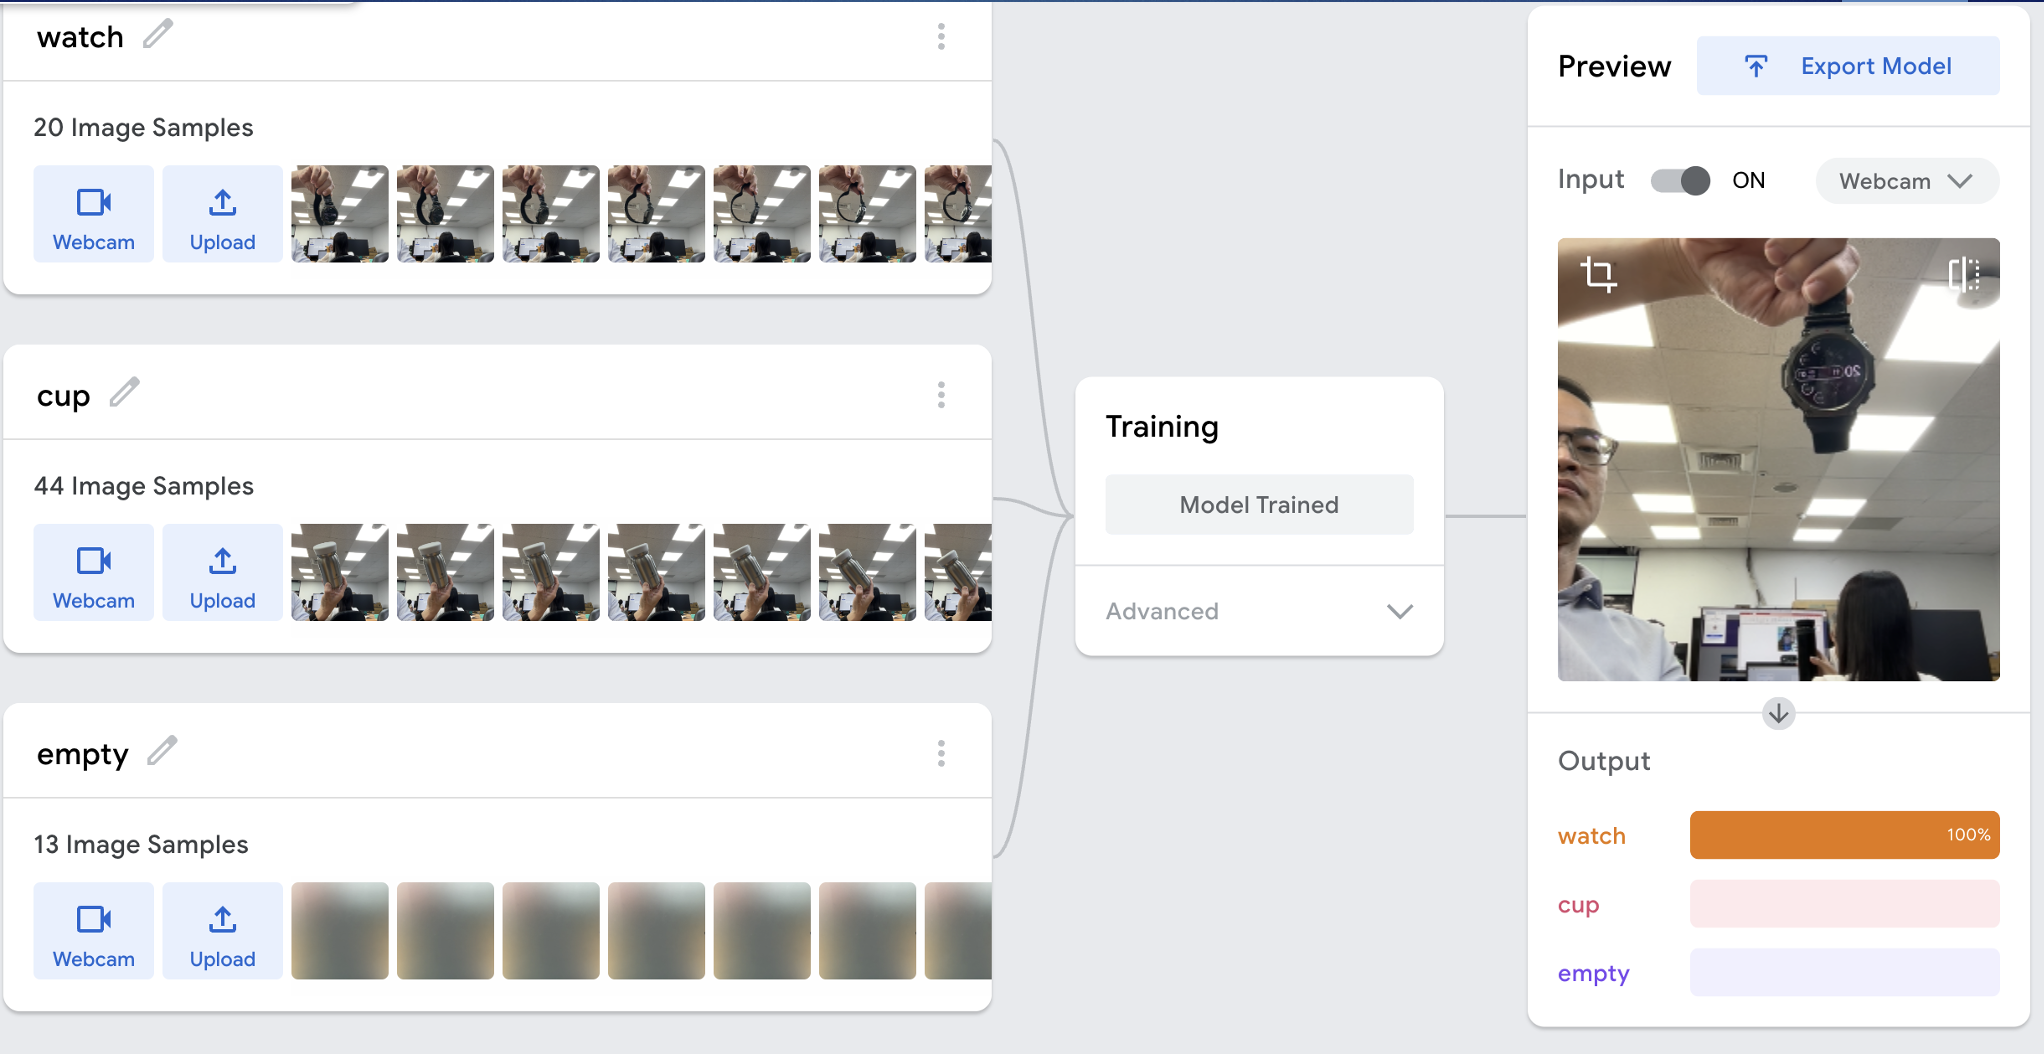 watch
20 Image Samples
Webcam
Upload
cup
44 Image Samples
Webcam
Upload
empty
13 Image Samples
Webcam
Upload
Training
Model Trained
Advanced
Preview
Export Model
Input
ON
Webcam
20
Output
watch
100%
cup
empty